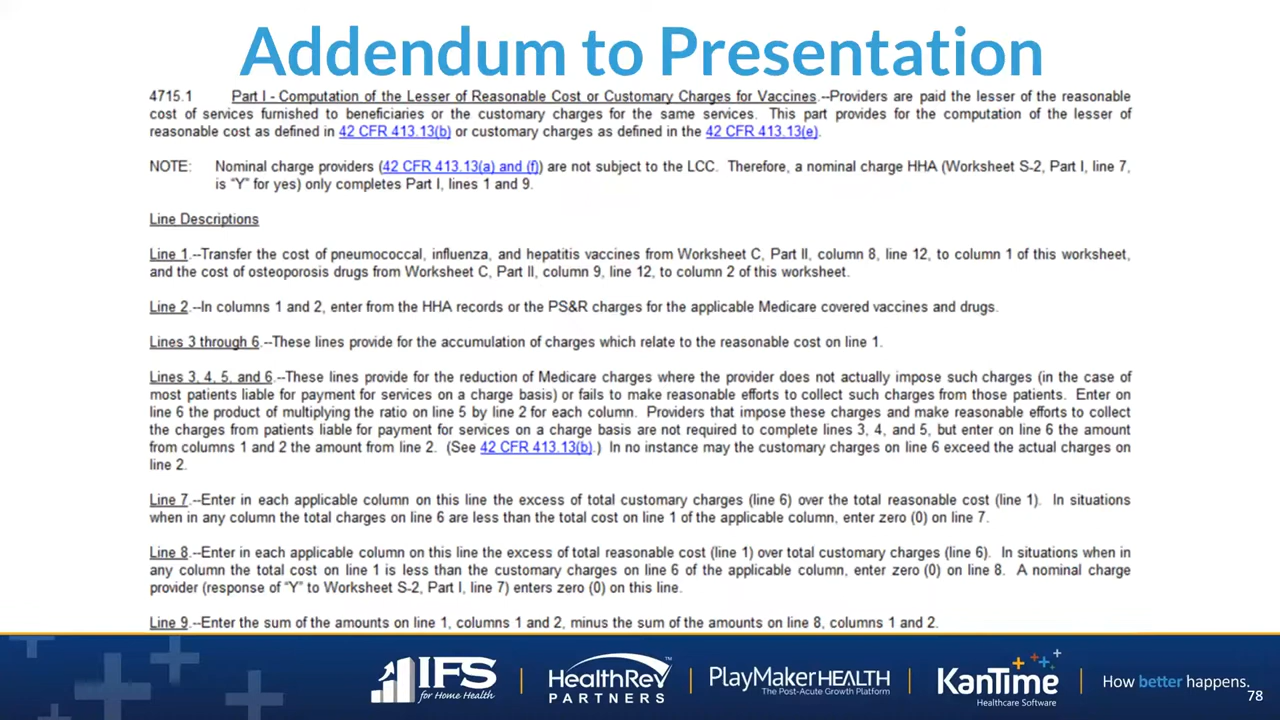 Addendum to Presentation
4715.1 Part I - Computation of the Lesser of Reasonable Cost or Customary Charges for Vaccines.--Providers are paid the lesser of the reasonable
cost of services furnished to beneficiaries or the customary charges for the same services. This part provides for the computation of the lesser of
reasonable cost as defined in 42 CFR 413.13(b) or customary charges as defined in the 42 CFR 413.13(e).
NOTE: Nominal charge providers (42 CFR 413.13(a) and (f)) are not subject to the LCC. Therefore, a nominal charge HHA (Worksheet S-2, Part I, line 7,
is “Y” for yes) only completes Part I, lines 1 and 9.
Line Descriptions
Line 1.--Transfer the cost of pneumococcal, influenza, and hepatitis vaccines from Worksheet C, Part II, column 8, line 12, to column 1 of this worksheet,
and the cost of osteoporosis drugs from Worksheet C, Part II, column 9, line 12, to column 2 of this worksheet.
Line 2.--In columns 1 and 2, enter from the HHA records or the PS&R charges for the applicable Medicare covered vaccines and drugs.
Lines 3 through 6.--These lines provide for the accumulation of charges which relate to the reasonable cost on line 1.
Lines 3, 4, 5, and 6.--These lines provide for the reduction of Medicare charges where the provider does not actually impose such charges (in the case of
most patients liable for payment for services on a charge basis) or fails to make reasonable efforts to collect such charges from those patients. Enter on
line 6 the product of multiplying the ratio on line 5 by line 2 for each column. Providers that impose these charges and make reasonable efforts to collect
the charges from patients liable for payment for services on a charge basis are not required to complete lines 3, 4, and 5, but enter on line 6 the amount
from columns 1 and 2 the amount from line 2. (See 42 CFR 413.13(b).) In no instance may the customary charges on line 6 exceed the actual charges on
line 2.
Line 7.--Enter in each applicable column on this line the excess of total customary charges (line 6) over the total reasonable cost (line 1). In situations
when in any column the total charges on line 6 are less than the total cost on line 1 of the applicable column, enter zero (0) on line 7.
Line 8.--Enter in each applicable column on this line the excess of total reasonable cost (line 1) over total customary charges (line 6). In situations when in
any column the total cost on line 1 is less than the customary charges on line 6 of the applicable column, enter zero (0) on line 8. A nominal charge
provider (response of “Y” to Worksheet S-2, Part I, line 7) enters zero (0) on this line.
Line 9.--Enter the sum of the amounts on line 1, columns 1 and 2, minus the sum of the amounts on line 8, columns 1 and 2.
IFS
for Home Health
HealthRev™
PARTNERS
PlayMakerHEALTH
The Post-Acute Growth Platform
KanTime
Healthcare Software
How better happens.
78